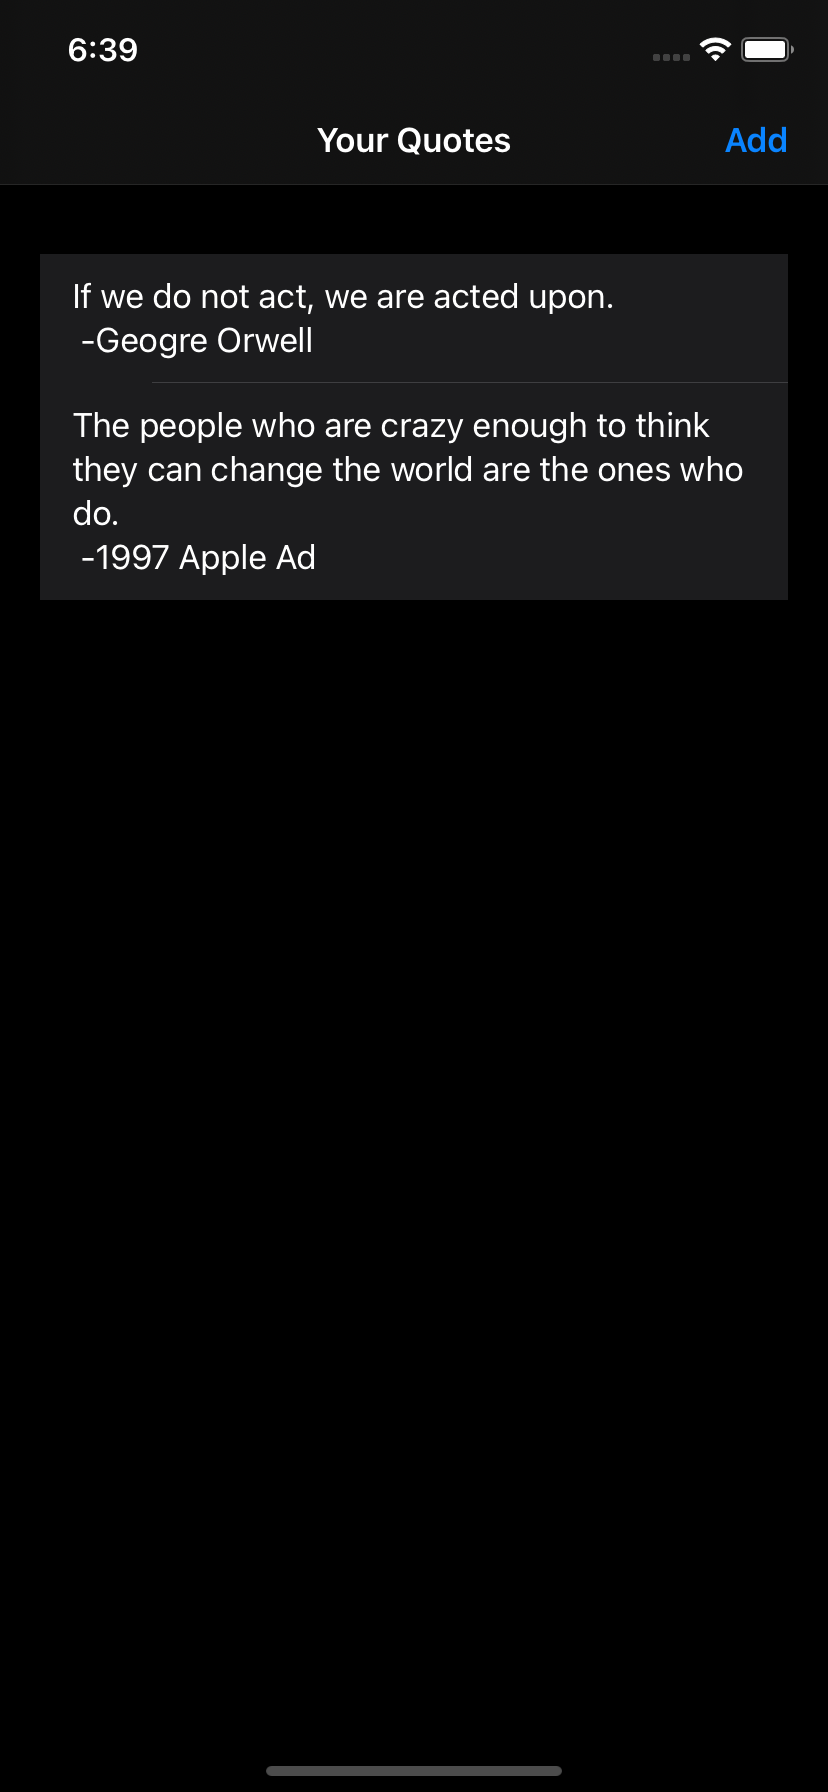 6:39
Your Quotes
Add
If we do not act, we are acted upon.
-Geogre Orwell
The people who are crazy enough to think
they can change the world are the ones who
do.
-1997 Apple Ad